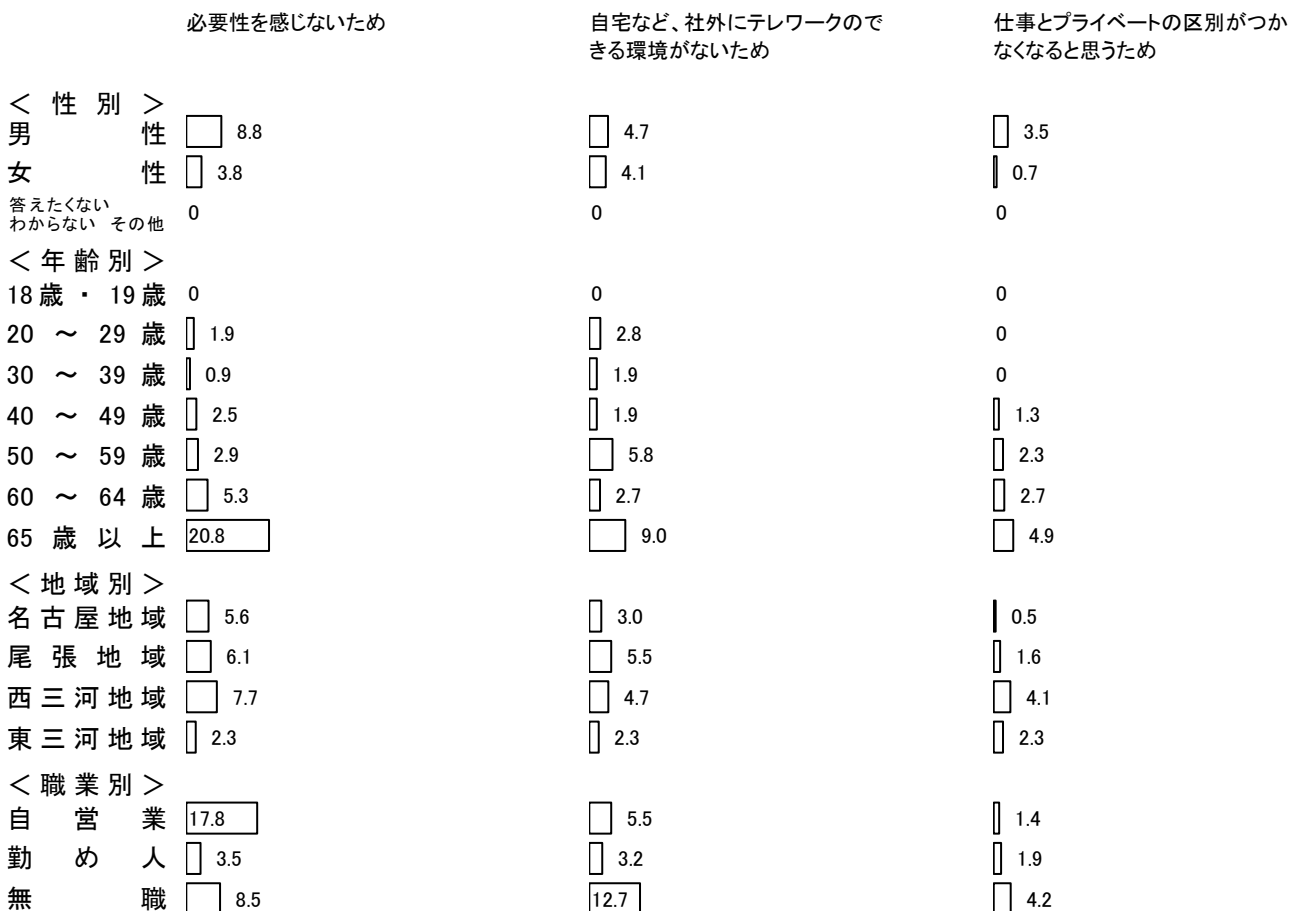 必要性を感じないため 自宅など、社外にテレワークので 仕事とプライベートの区別がつか
きる環境がないため なくなると思うため
＜ 性 別 ＞
男 性 8.8 4.7 3.5
女 性 3.8 4.1 0.7
答えたくない
わからない その他 0 0 0
＜年齢別＞
18歳・19歳 0 0 0
20 ～ 29 歳 1.9 2.8 0
30 ～ 39 歳 0.9 1.9 0
40 ～ 49 歳 2.5 1.9 1.3
50 ～ 59 歳 2.9 5.8 2.3
60 ～ 64 歳 5.3 2.7 2.7
65 歳 以 上 20.8 9.0 4.9
＜地域別＞
名古屋地域 5.6 3.0 0.5
尾 張 地 域 6.1 5.5 1.6
西三河地域 7.7 4.7 4.1
東三河地域 2.3 2.3 2.3
＜職業別＞
自 営 業 17.8 5.5 1.4
勤 め 人 3.5 3.2 1.9
無 職 8.5 12.7 4.2